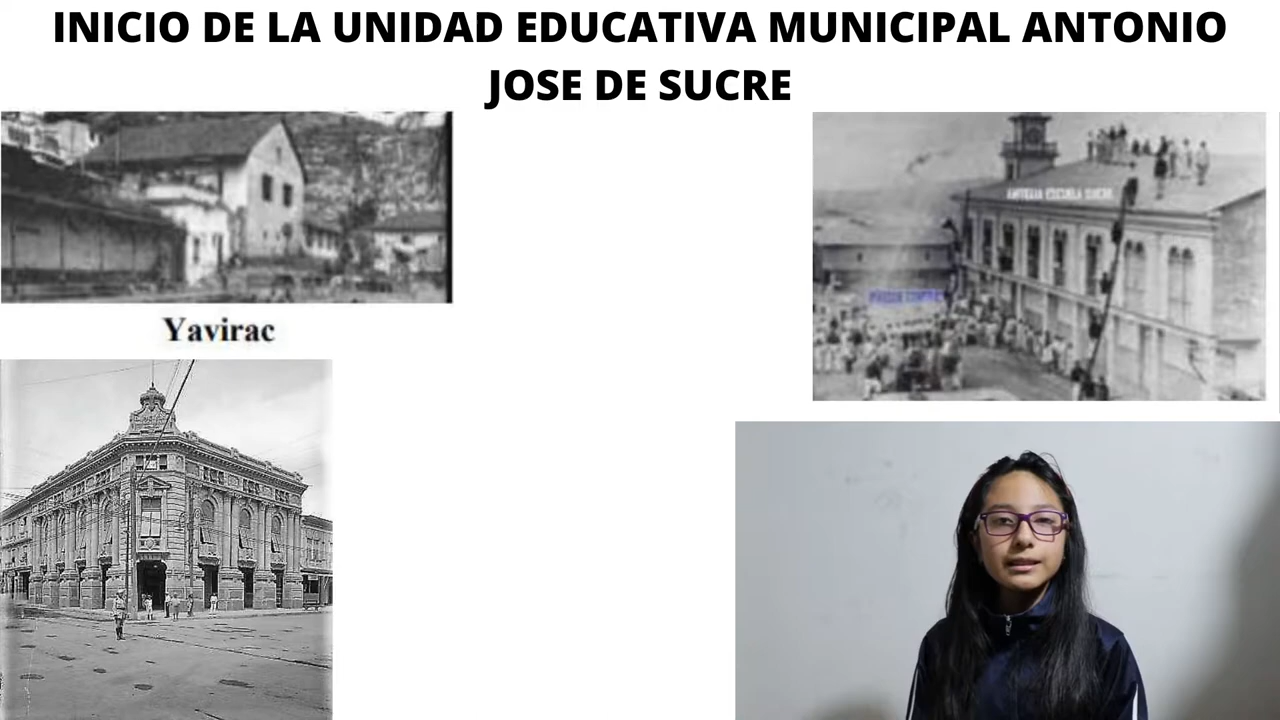 INICIO DE LA UNIDAD EDUCATIVA MUNICIPAL ANTONIO
JOSE DE SUCRE
ANTIGUA ESCUELA SUCRE
Yavirac